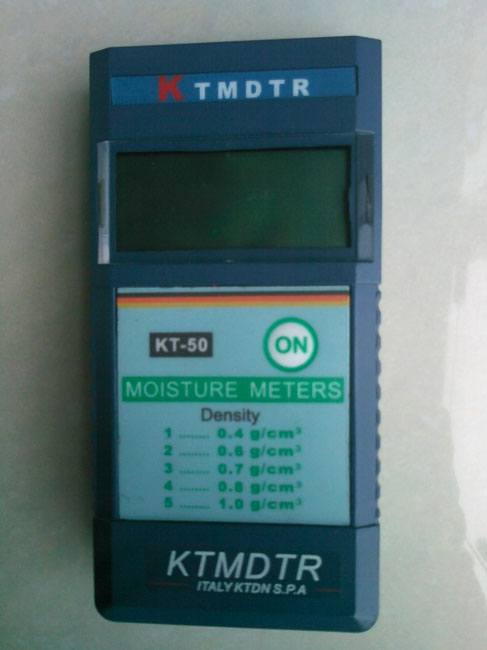 KTMDTR
KT-50
ON
MOISTURE METERS
Density
1 ........ 0.4 g/cm³
2 ........ 0.6 g/cm³
3 ........ 0.7 g/cm³
4 ........ 0.8 g/cm³
5 ........ 1.0 g/cm³
KTMDTR
ITALY KTDN S.P.A